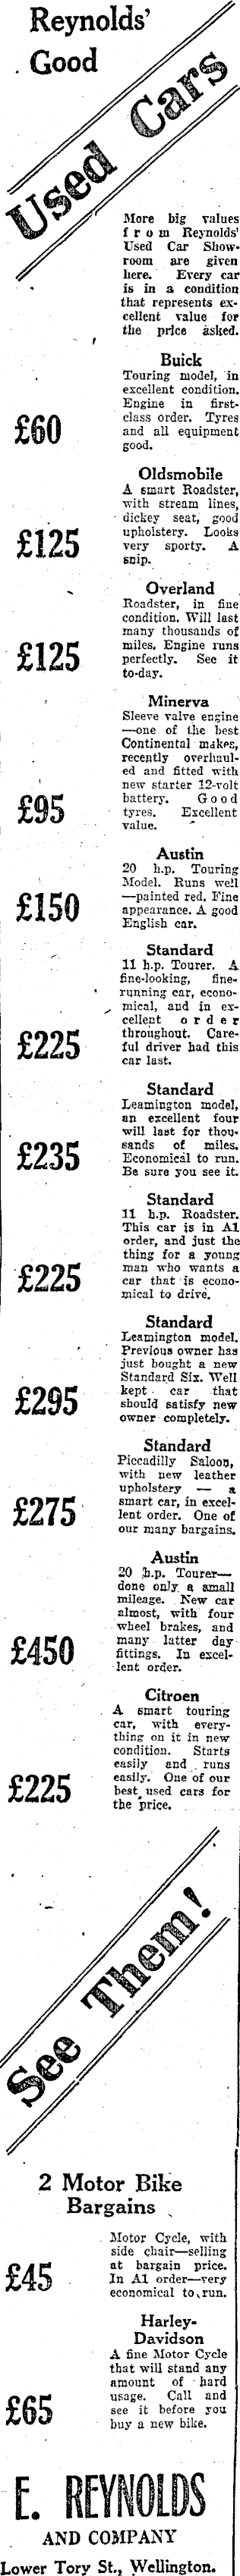 Reynolds'
Good
Used Cars
More big values
from Reynolds'
Used Car Show-
room are given
here. Every car
is in a condition
that represents ex-
cellent value for
the price asked.
Buick
Touring model, in
excellent condition.
Engine in first-
class order. Tyres
and all equipment
good.
£60
Oldsmobile
A smart Roadster,
with stream lines,
dickey seat, good
upholstery. Looks
very sporty. A
snip.
£125
Overland
Roadster, in fine
condition. Will last
many thousands of
miles. Engine runs
perfectly. See it
to-day.
£125
Minerva
Sleeve valve engine
—one of the best
Continental makes,
recently overhaul-
ed and fitted with
new starter 12-volt
battery. Good
tyres. Excellent
value.
£95
Austin
20 h.p. Touring
Model. Runs well
—painted red. Fine
appearance. A good
English car.
£150
Standard
11 h.p. Tourer. A
fine-looking, fine-
running car, econo-
mical, and in ex-
cellent order
throughout. Care-
ful driver had this
car last.
£225
Standard
Leamington model,
an excellent four
will last for thou-
sands of miles.
Economical to run.
Be sure you see it.
£235
Standard
11 h.p. Roadster.
This car is in A1
order, and just the
thing for a young
man who wants a
car that is econo-
mical to drive.
£225
Standard
Leamington model.
Previous owner has
just bought a new
Standard Six. Well
kept car that
should satisfy new
owner completely.
£295
Standard
Piccadilly Saloon,
with new leather
upholstery — a
smart car, in excel-
lent order. One of
our many bargains.
£275
Austin
20 h.p. Tourer—
done only a small
mileage. New car
almost, with four
wheel brakes, and
many latter day
fittings. In excel-
lent order.
£450
Citroen
A smart touring
car, with every-
thing on it in new
condition. Starts
easily and runs
easily. One of our
best used cars for
the price.
£225
See Them!
2 Motor Bike
Bargains
Motor Cycle, with
side chair—selling
at bargain price.
In A1 order—very
economical to run.
£45
Harley-
Davidson
A fine Motor Cycle
that will stand any
amount of hard
usage. Call and
see it before you
buy a new bike.
£65
E. REYNOLDS
AND COMPANY
Lower Tory St., Wellington.